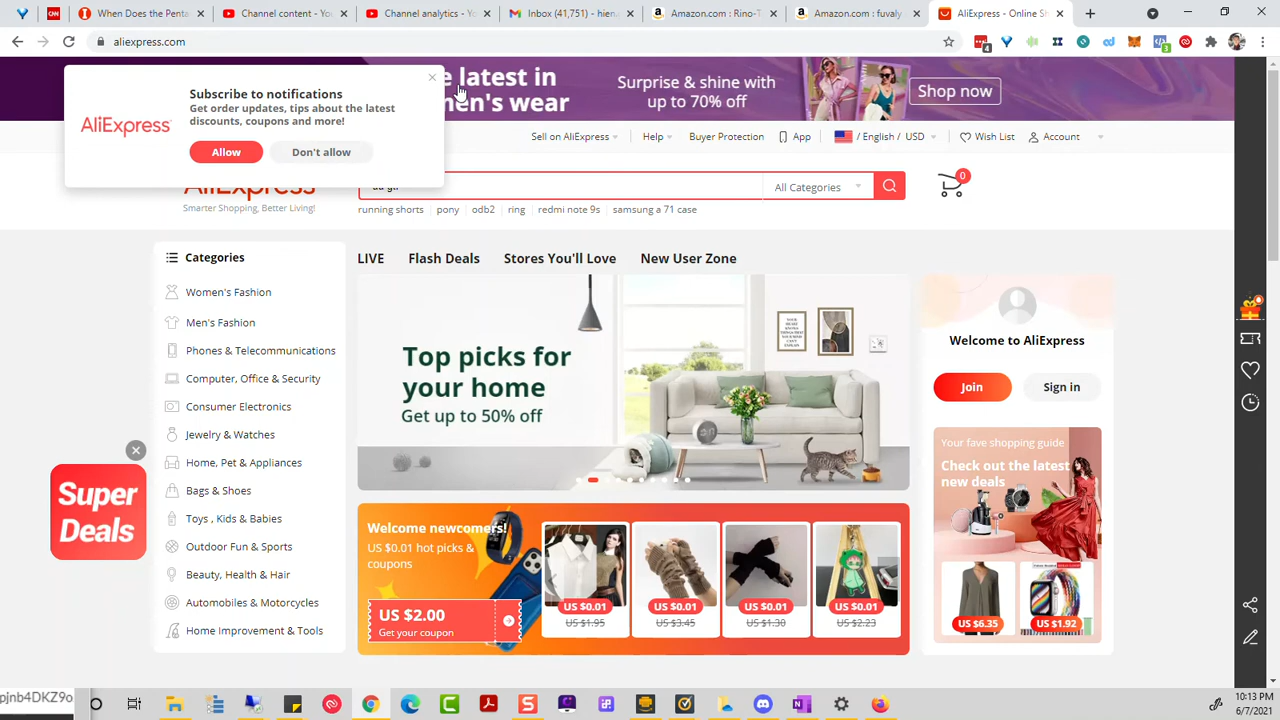 CNN
When Does the Penta
Channel content - Yo
Channel analytics - Yo
Inbox (41,751) - hien
Amazon.com : Rin
Amazon.com : fuvaly
AliExpress - Online Sh
aliexpress.com
4
3
e latest in
en's wear
Surprise & shine with
up to 70% off
Shop now
Subscribe to notifications
Get order updates, tips about the latest
discounts, coupons and more!
AliExpress
Allow
Don't allow
Sell on AliExpress
Help
Buyer Protection
App
/ English / USD
Wish List
Account
AliExpress
Smarter Shopping, Better Living!
All Categories
0
running shorts
pony
odb2
ring
redmi note 9s
samsung a 71 case
Categories
Women's Fashion
Men's Fashion
Phones & Telecommunications
Computer, Office & Security
Consumer Electronics
Jewelry & Watches
Home, Pet & Appliances
Bags & Shoes
Toys , Kids & Babies
Outdoor Fun & Sports
Beauty, Health & Hair
Automobiles & Motorcycles
Home Improvement & Tools
LIVE
Flash Deals
Stores You'll Love
New User Zone
Top picks for
your home
Get up to 50% off
Welcome to AliExpress
Join
Sign in
Your fave shopping guide
Check out the latest
new deals
US $6.35
US $1.92
Super
Deals
Welcome newcomers!
US $0.01 hot picks &
coupons
US $2.00
Get your coupon
US $0.01
US $1.95
US $0.01
US $3.45
US $0.01
US $1.30
US $0.01
US $2.23
pjnb4DKZ9o
10:13 PM
6/7/2021